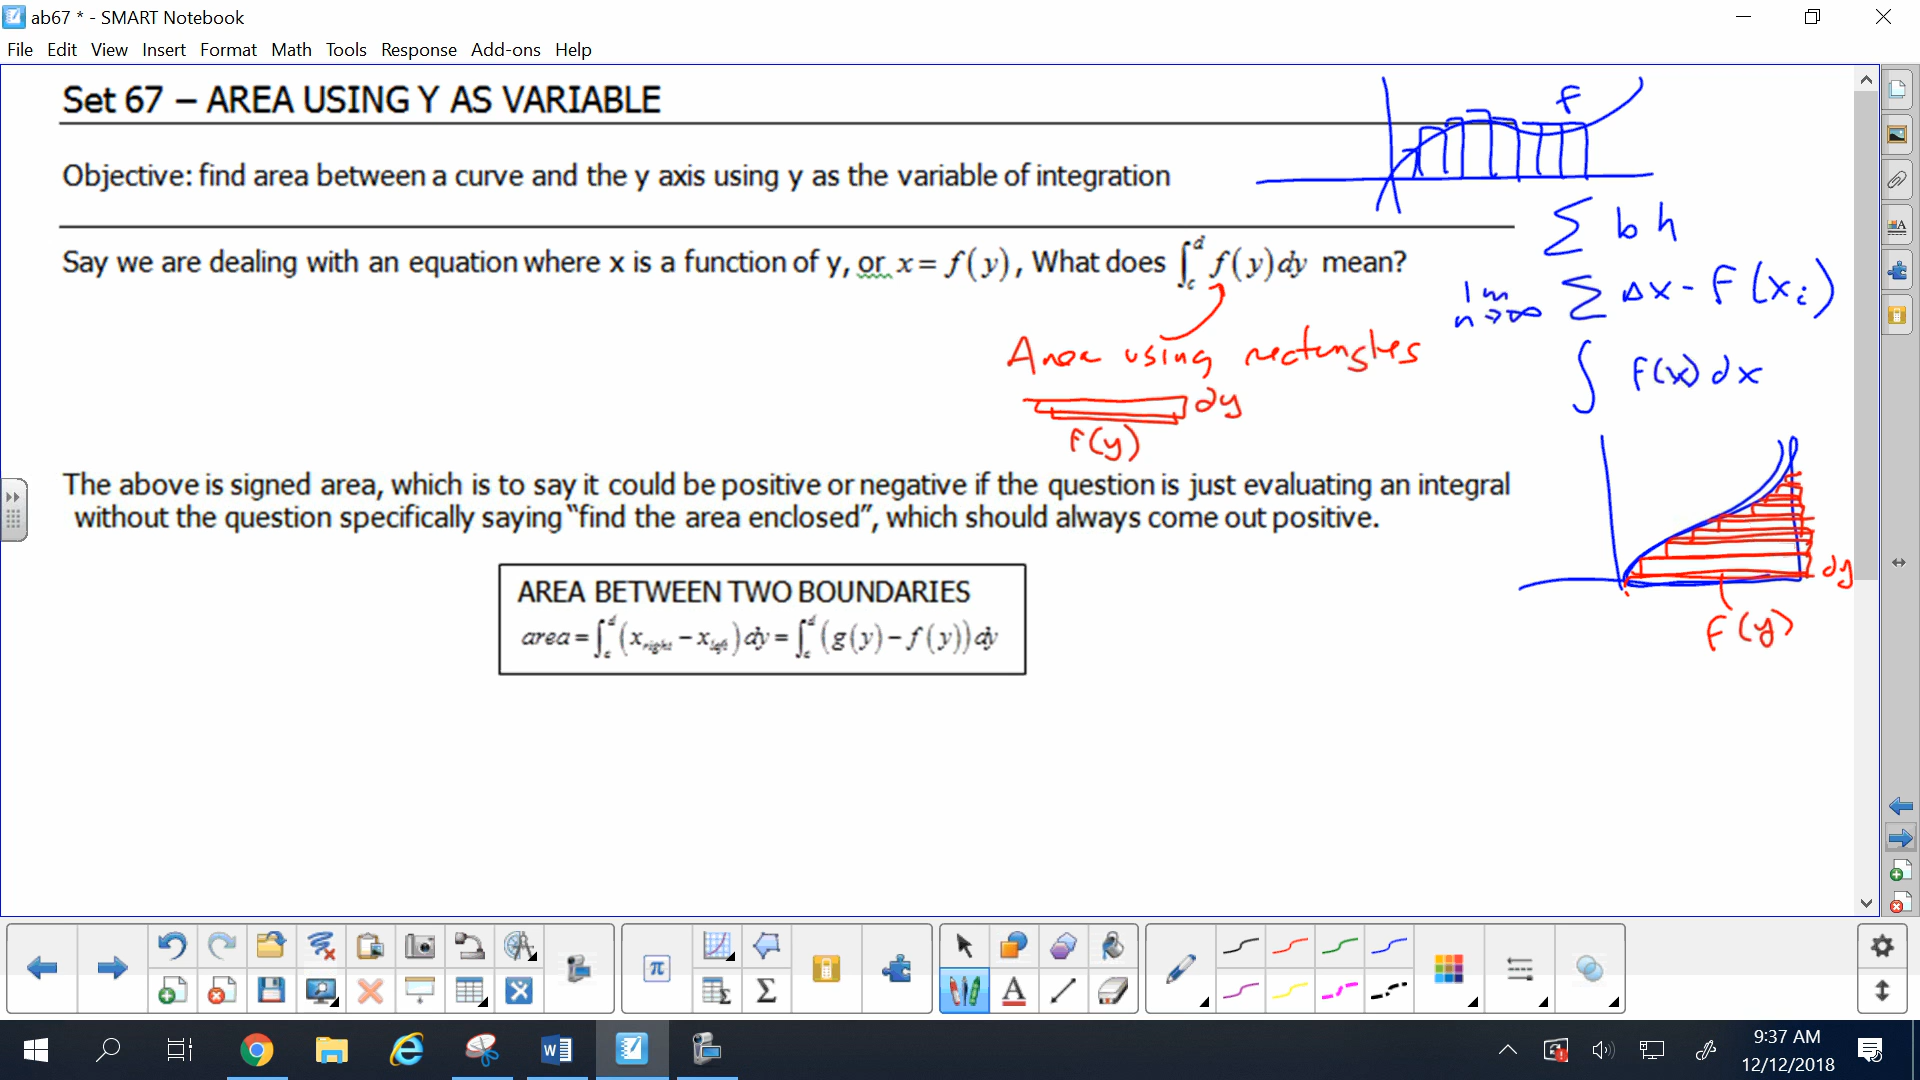 ab67 * - SMART Notebook
File Edit View Insert Format Math Tools Response Add-ons Help
Set 67 – AREA USING Y AS VARIABLE
f
Objective: find area between a curve and the y axis using y as the variable of integration
∑ b h
Say we are dealing with an equation where x is a function of y, or x = f(y), What does ∫_c^d f(y)dy mean?
lim n→∞ ∑ Δx - F(xi)
Area using rectangles
∫ F(x) dx
dy
F(y)
The above is signed area, which is to say it could be positive or negative if the question is just evaluating an integral
without the question specifically saying “find the area enclosed”, which should always come out positive.
dy
F(y)
AREA BETWEEN TWO BOUNDARIES
area = ∫_c^d (x_right − x_left) dy = ∫_c^d (g(y) − f(y)) dy
9:37 AM
12/12/2018